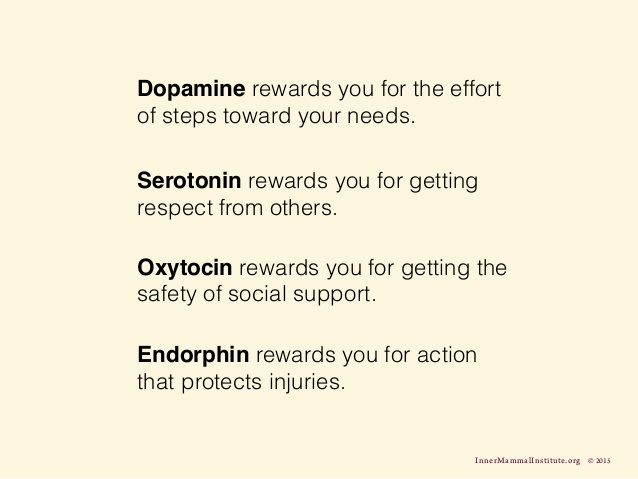 Dopamine rewards you for the effort
of steps toward your needs.
Serotonin rewards you for getting
respect from others.
Oxytocin rewards you for getting the
safety of social support.
Endorphin rewards you for action
that protects injuries.
InnerMammalInstitute.org © 2015